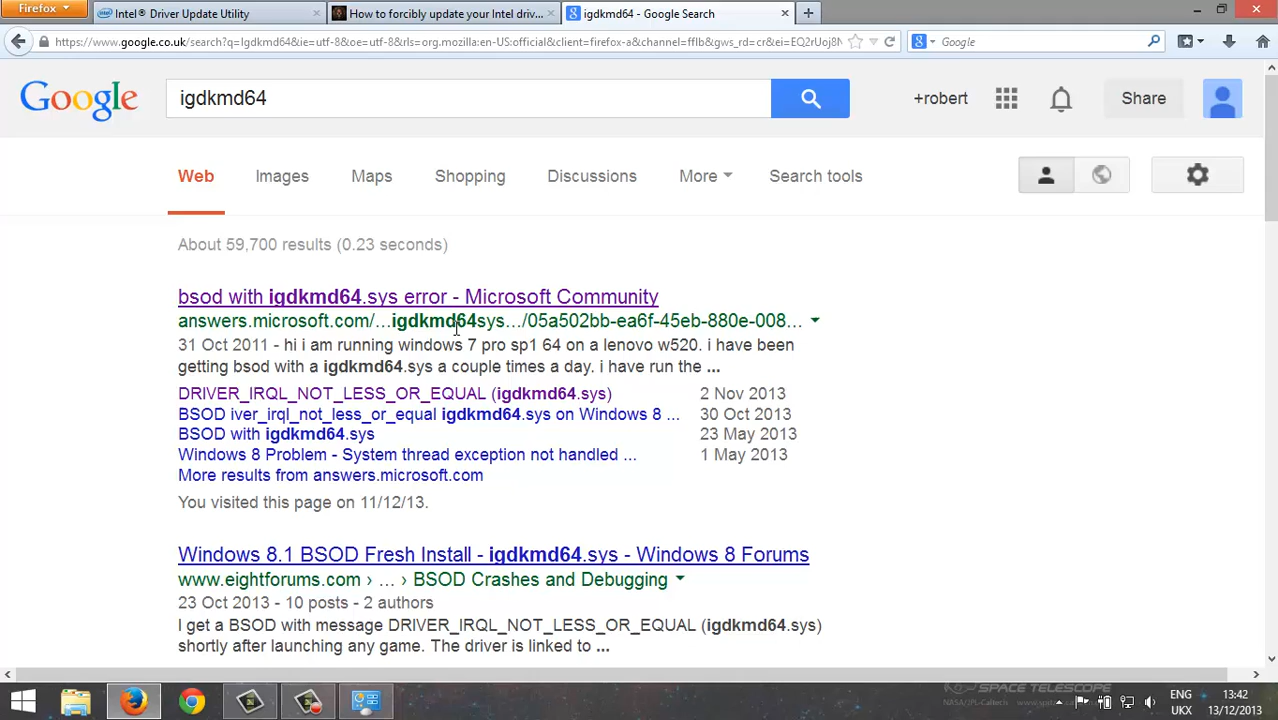 Firefox
Intel® Driver Update Utility
How to forcibly update your Intel driv...
igdkmd64 - Google Search
https://www.google.co.uk/search?q=Igdkmd64&ie=utf-8&oe=utf-8&rls=org.mozilla:en-US:official&client=firefox-a&channel=fflb&gws_rd=cr&ei=EQ2rUoj8N
Google
Google
igdkmd64
+robert
Share
Web
Images
Maps
Shopping
Discussions
More
Search tools
About 59,700 results (0.23 seconds)
bsod with igdkmd64.sys error - Microsoft Community
answers.microsoft.com/...igdkmd64sys.../05a502bb-ea6f-45eb-880e-008...
31 Oct 2011 - hi i am running windows 7 pro sp1 64 on a lenovo w520. i have been
getting bsod with a igdkmd64.sys a couple times a day. i have run the ...
DRIVER_IRQL_NOT_LESS_OR_EQUAL (igdkmd64.sys) 2 Nov 2013
BSOD iver_irql_not_less_or_equal igdkmd64.sys on Windows 8 ... 30 Oct 2013
BSOD with igdkmd64.sys 23 May 2013
Windows 8 Problem - System thread exception not handled ... 1 May 2013
More results from answers.microsoft.com
You visited this page on 11/12/13.
Windows 8.1 BSOD Fresh Install - igdkmd64.sys - Windows 8 Forums
www.eightforums.com › ... › BSOD Crashes and Debugging
23 Oct 2013 - 10 posts - 2 authors
I get a BSOD with message DRIVER_IRQL_NOT_LESS_OR_EQUAL (igdkmd64.sys)
shortly after launching any game. The driver is linked to ...
SPACE TELESCOPE
NASA/JPL-Caltech
ENG
UKX
13:42
13/12/2013